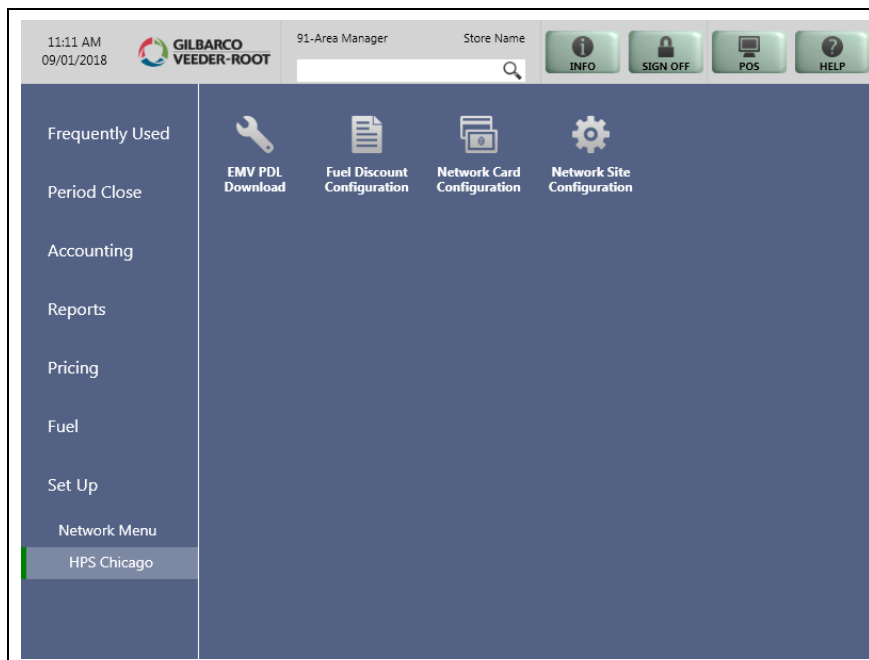 11:11 AM
09/01/2018
GILBARCO
VEEDER-ROOT
91-Area Manager
Store Name
INFO
SIGN OFF
POS
HELP
Frequently Used
Period Close
Accounting
Reports
Pricing
Fuel
Set Up
Network Menu
HPS Chicago
EMV PDL
Download
Fuel Discount
Configuration
Network Card
Configuration
Network Site
Configuration